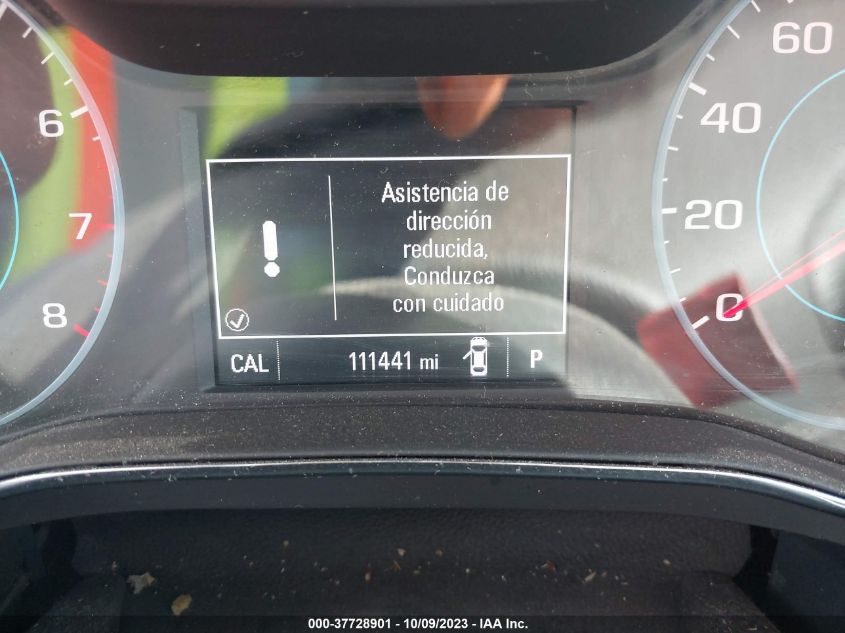 6
7
8
Asistencia de
dirección
reducida,
Conduzca
con cuidado
CAL 111441 mi P
60
40
20
0
000-37728901 - 10/09/2023 - IAA Inc.